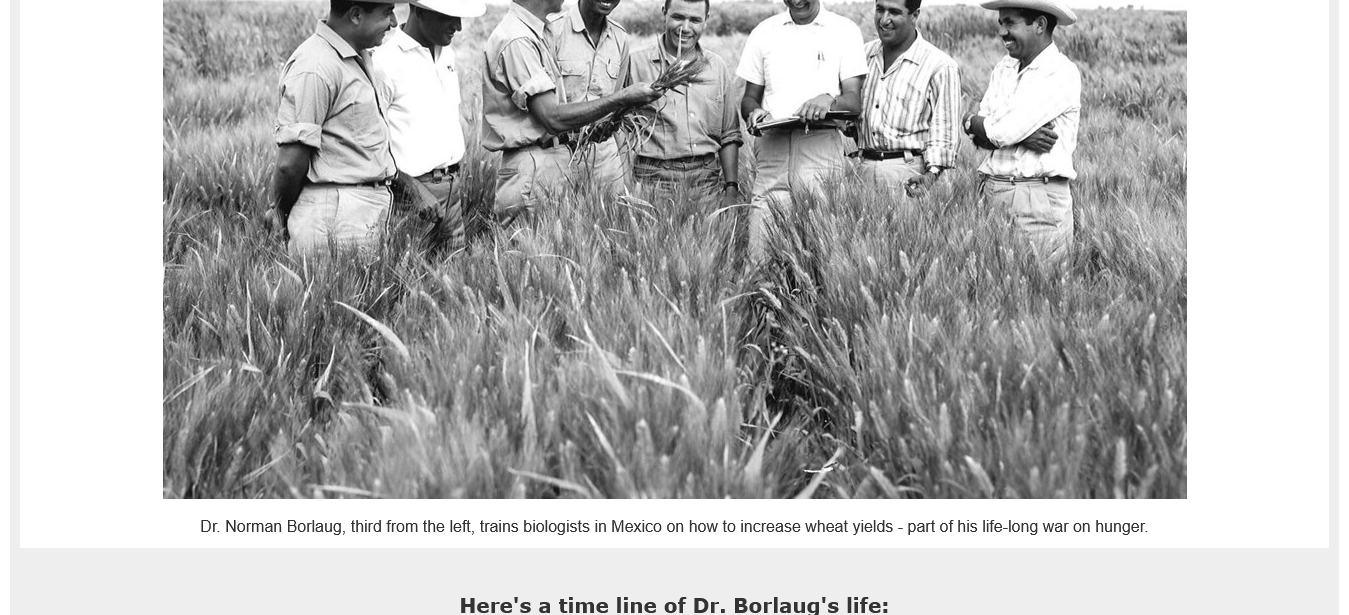 Dr. Norman Borlaug, third from the left, trains biologists in Mexico on how to increase wheat yields - part of his life-long war on hunger.
Here's a time line of Dr. Borlaug's life: